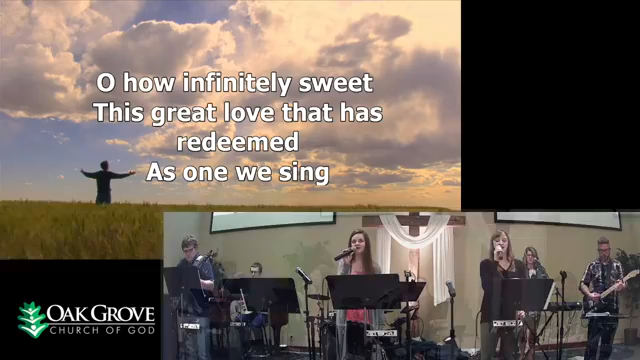 O how infinitely sweet
This great love that has
redeemed
As one we sing
OAK GROVE
CHURCH OF GOD